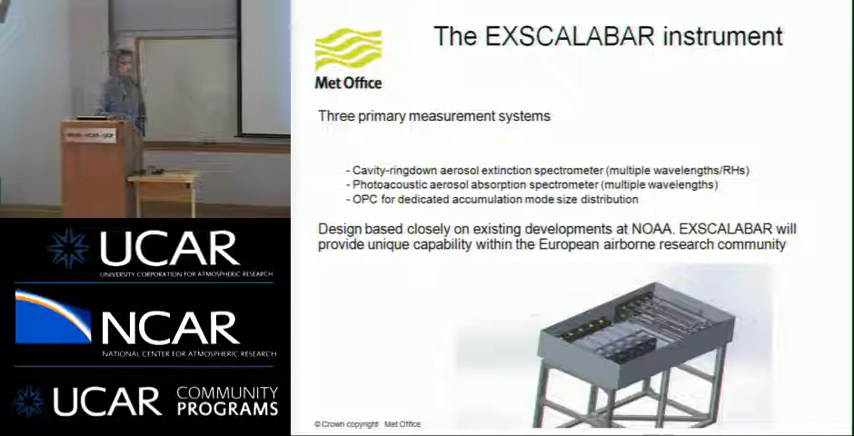 The EXSCALABAR instrument
Met Office
Three primary measurement systems
- Cavity-ringdown aerosol extinction spectrometer (multiple wavelengths/RHs)
- Photoacoustic aerosol absorption spectrometer (multiple wavelengths)
- OPC for dedicated accumulation mode size distribution
Design based closely on existing developments at NOAA. EXSCALABAR will
provide unique capability within the European airborne research community
© Crown copyright Met Office
UCAR
UNIVERSITY CORPORATION FOR ATMOSPHERIC RESEARCH
NCAR
NATIONAL CENTER FOR ATMOSPHERIC RESEARCH
UCAR COMMUNITY
PROGRAMS